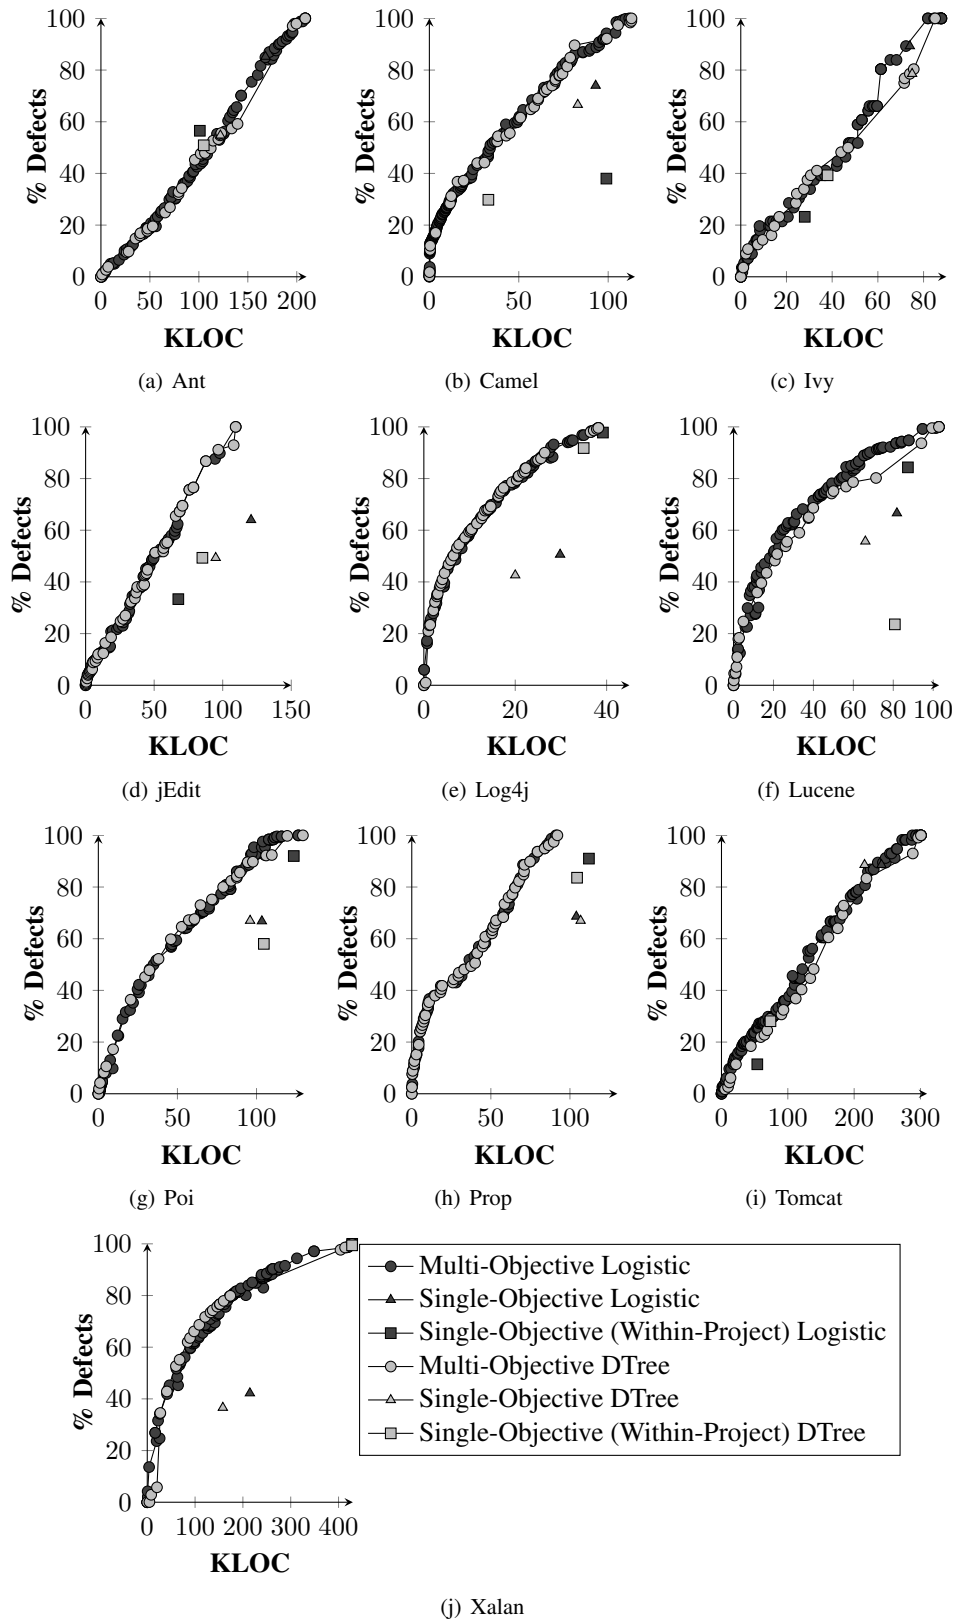 100
80
60
40
20
0
% Defects
0
50
100
150
200
KLOC
(a) Ant
100
80
60
40
20
0
% Defects
0
50
100
KLOC
(b) Camel
100
80
60
40
20
0
% Defects
0
20
40
60
80
KLOC
(c) Ivy
100
80
60
40
20
0
% Defects
0
50
100
150
KLOC
(d) jEdit
100
80
60
40
20
0
% Defects
0
20
40
KLOC
(e) Log4j
100
80
60
40
20
0
% Defects
0
20
40
60
80
100
KLOC
(f) Lucene
100
80
60
40
20
0
% Defects
0
50
100
KLOC
(g) Poi
100
80
60
40
20
0
% Defects
0
50
100
KLOC
(h) Prop
100
80
60
40
20
0
% Defects
0
100
200
300
KLOC
(i) Tomcat
100
80
60
40
20
0
% Defects
0
100
200
300
400
KLOC
(j) Xalan
Multi-Objective Logistic
Single-Objective Logistic
Single-Objective (Within-Project) Logistic
Multi-Objective DTree
Single-Objective DTree
Single-Objective (Within-Project) DTree